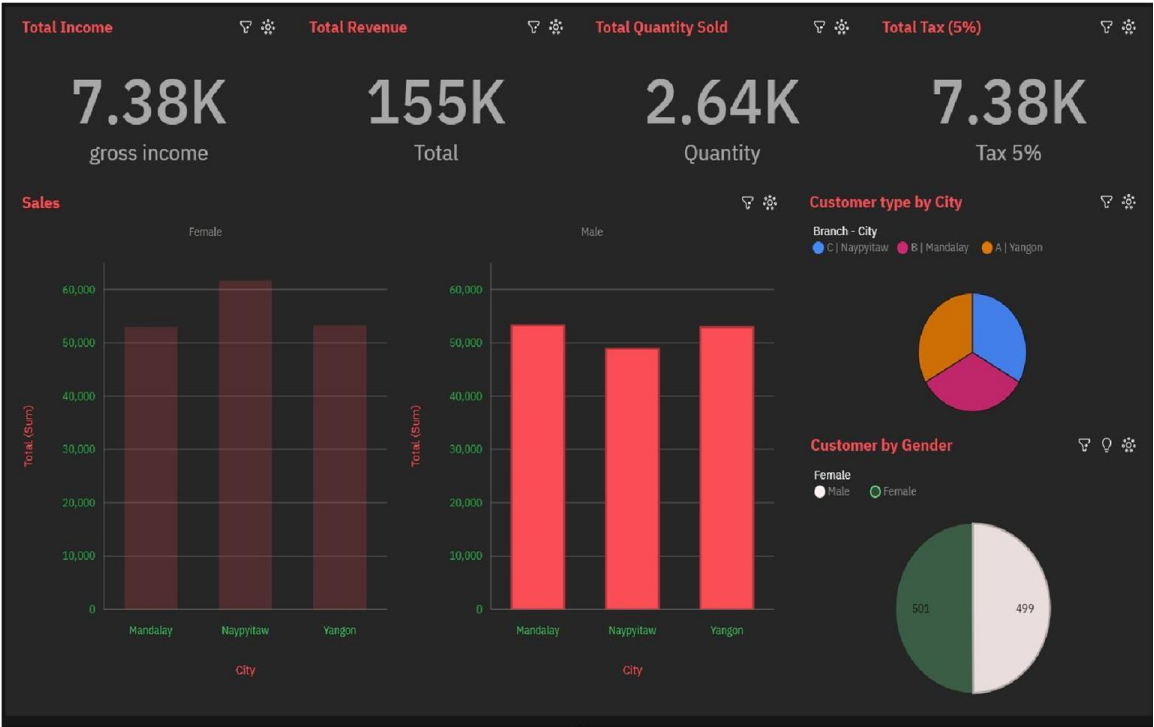 Total Income
Total Revenue
Total Quantity Sold
Total Tax (5%)
7.38K
155K
2.64K
7.38K
gross income
Total
Quantity
Tax 5%
Sales
Female
Male
Total (Sum)
60,000
50,000
40,000
30,000
20,000
10,000
0
Mandalay
Naypyitaw
Yangon
City
Total (Sum)
60,000
50,000
40,000
30,000
20,000
10,000
0
Mandalay
Naypyitaw
Yangon
City
Customer type by City
Branch - City
C | Naypyitaw
B | Mandalay
A | Yangon
Customer by Gender
Female
Male
Female
501
499